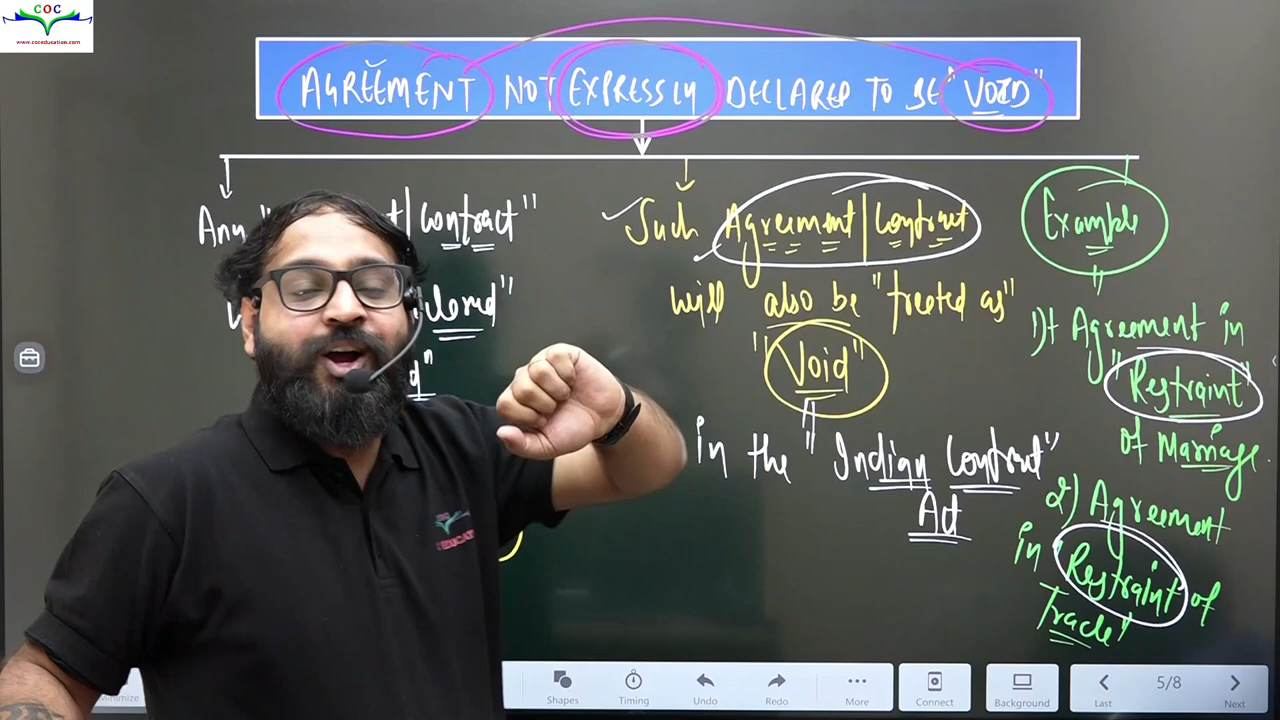 COC
www.coceducation.com
AGREEMENT NOT EXPRESSLY DECLARED TO BE "VOID"
Any " t | Contract"
"Such Agreement | Contract
will also be "treated as"
"Void"
in the "Indian Contract"
Act
Example
1)
Agreement in
"Restraint"
of Marriage.
2) Agreement
in "Restraint of
Trade"
Shapes
Timing
Undo
Redo
More
Connect
Background
Last
5/8
Next
Minimize